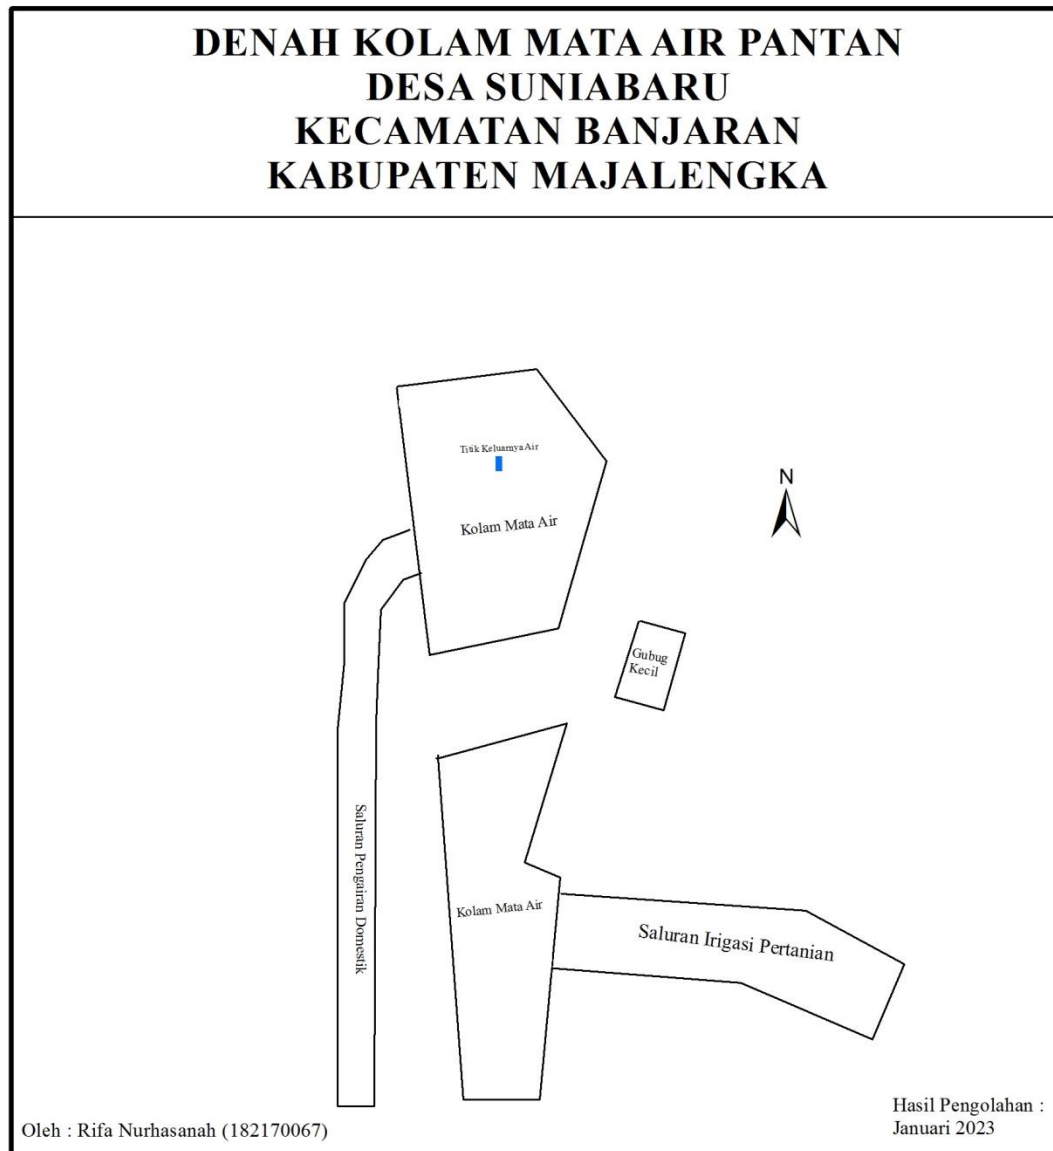 DENAH KOLAM MATA AIR PANTAN
DESA SUNIABARU
KECAMATAN BANJARAN
KABUPATEN MAJALENGKA
Titik Keluarnya Air
Kolam Mata Air
N
Gubug
Kecil
Saluran Pengairan Domestik
Kolam Mata Air
Saluran Irigasi Pertanian
Oleh : Rifa Nurhasanah (182170067)
Hasil Pengolahan :
Januari 2023